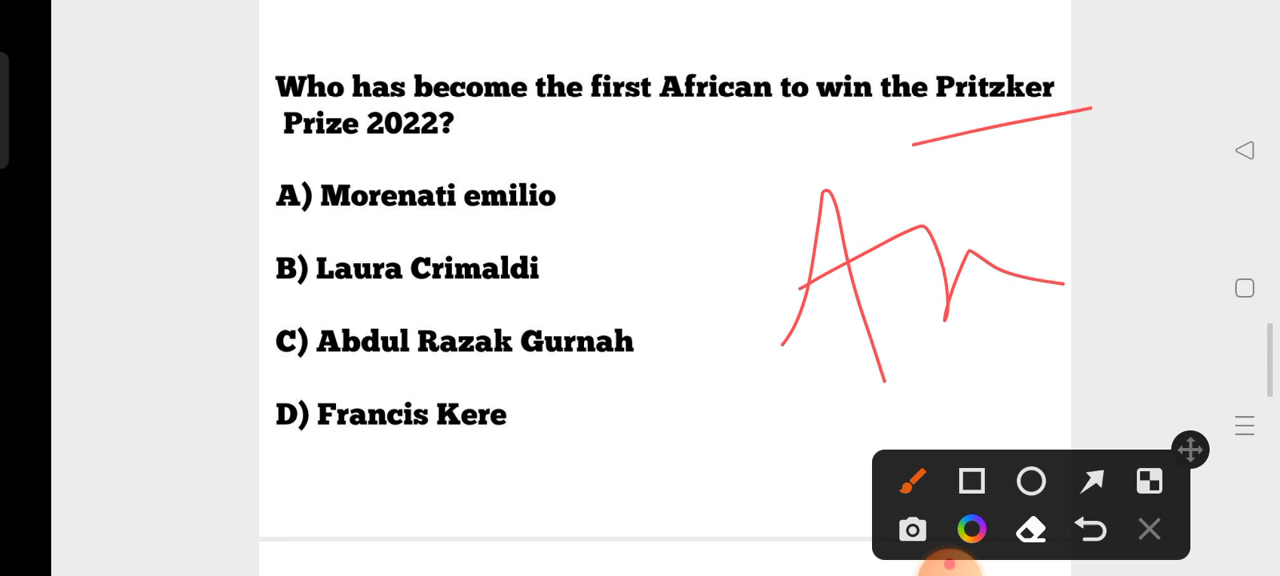 Who has become the first African to win the Pritzker
Prize 2022?
A) Morenati emilio
B) Laura Crimaldi
C) Abdul Razak Gurnah
D) Francis Kere